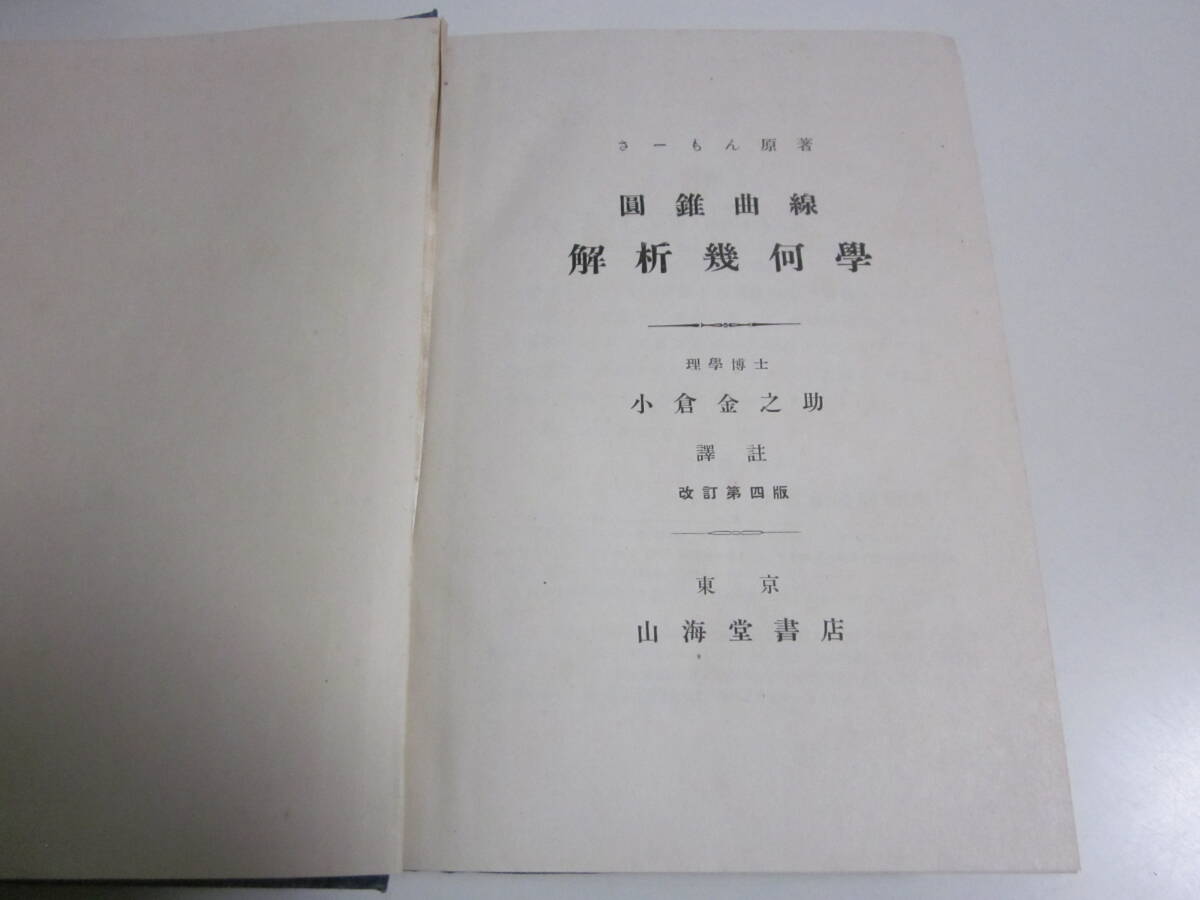 さーもん原著
圓錐曲線
解析幾何學
理學博士
小倉金之助
譯註
改訂第四版
東京
山海堂書店